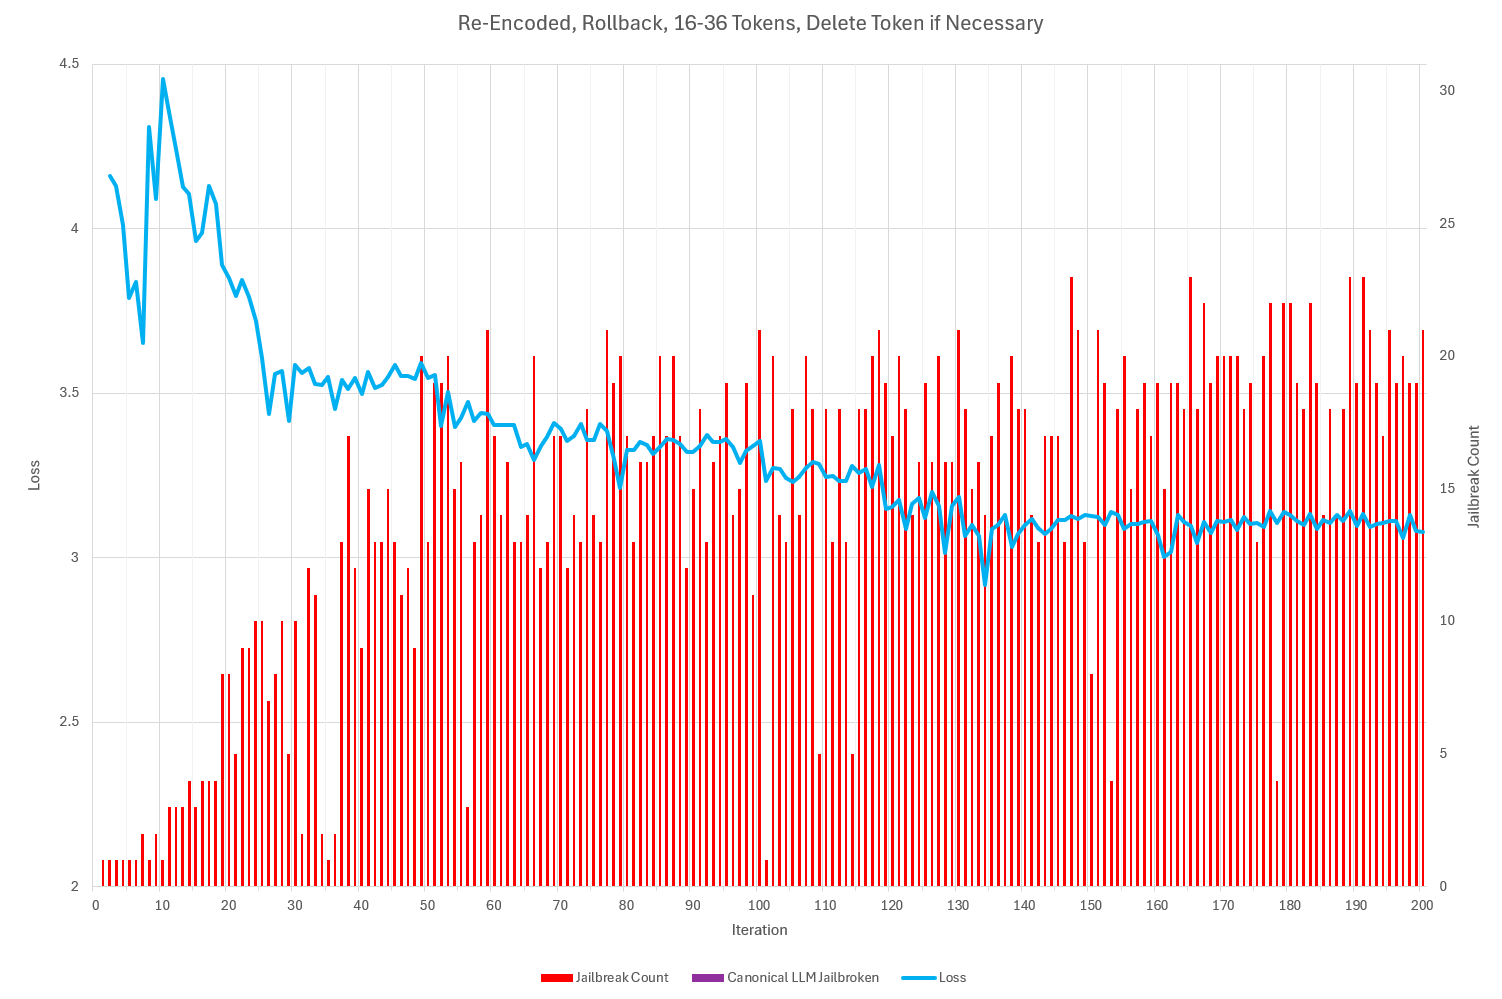 Re-Encoded, Rollback, 16-36 Tokens, Delete Token if Necessary
4.5
4
3.5
3
2.5
2
Loss
30
25
20
15
10
5
0
Jailbreak Count
0 10 20 30 40 50 60 70 80 90 100 110 120 130 140 150 160 170 180 190 200
Iteration
Jailbreak Count Canonical LLM Jailbroken Loss